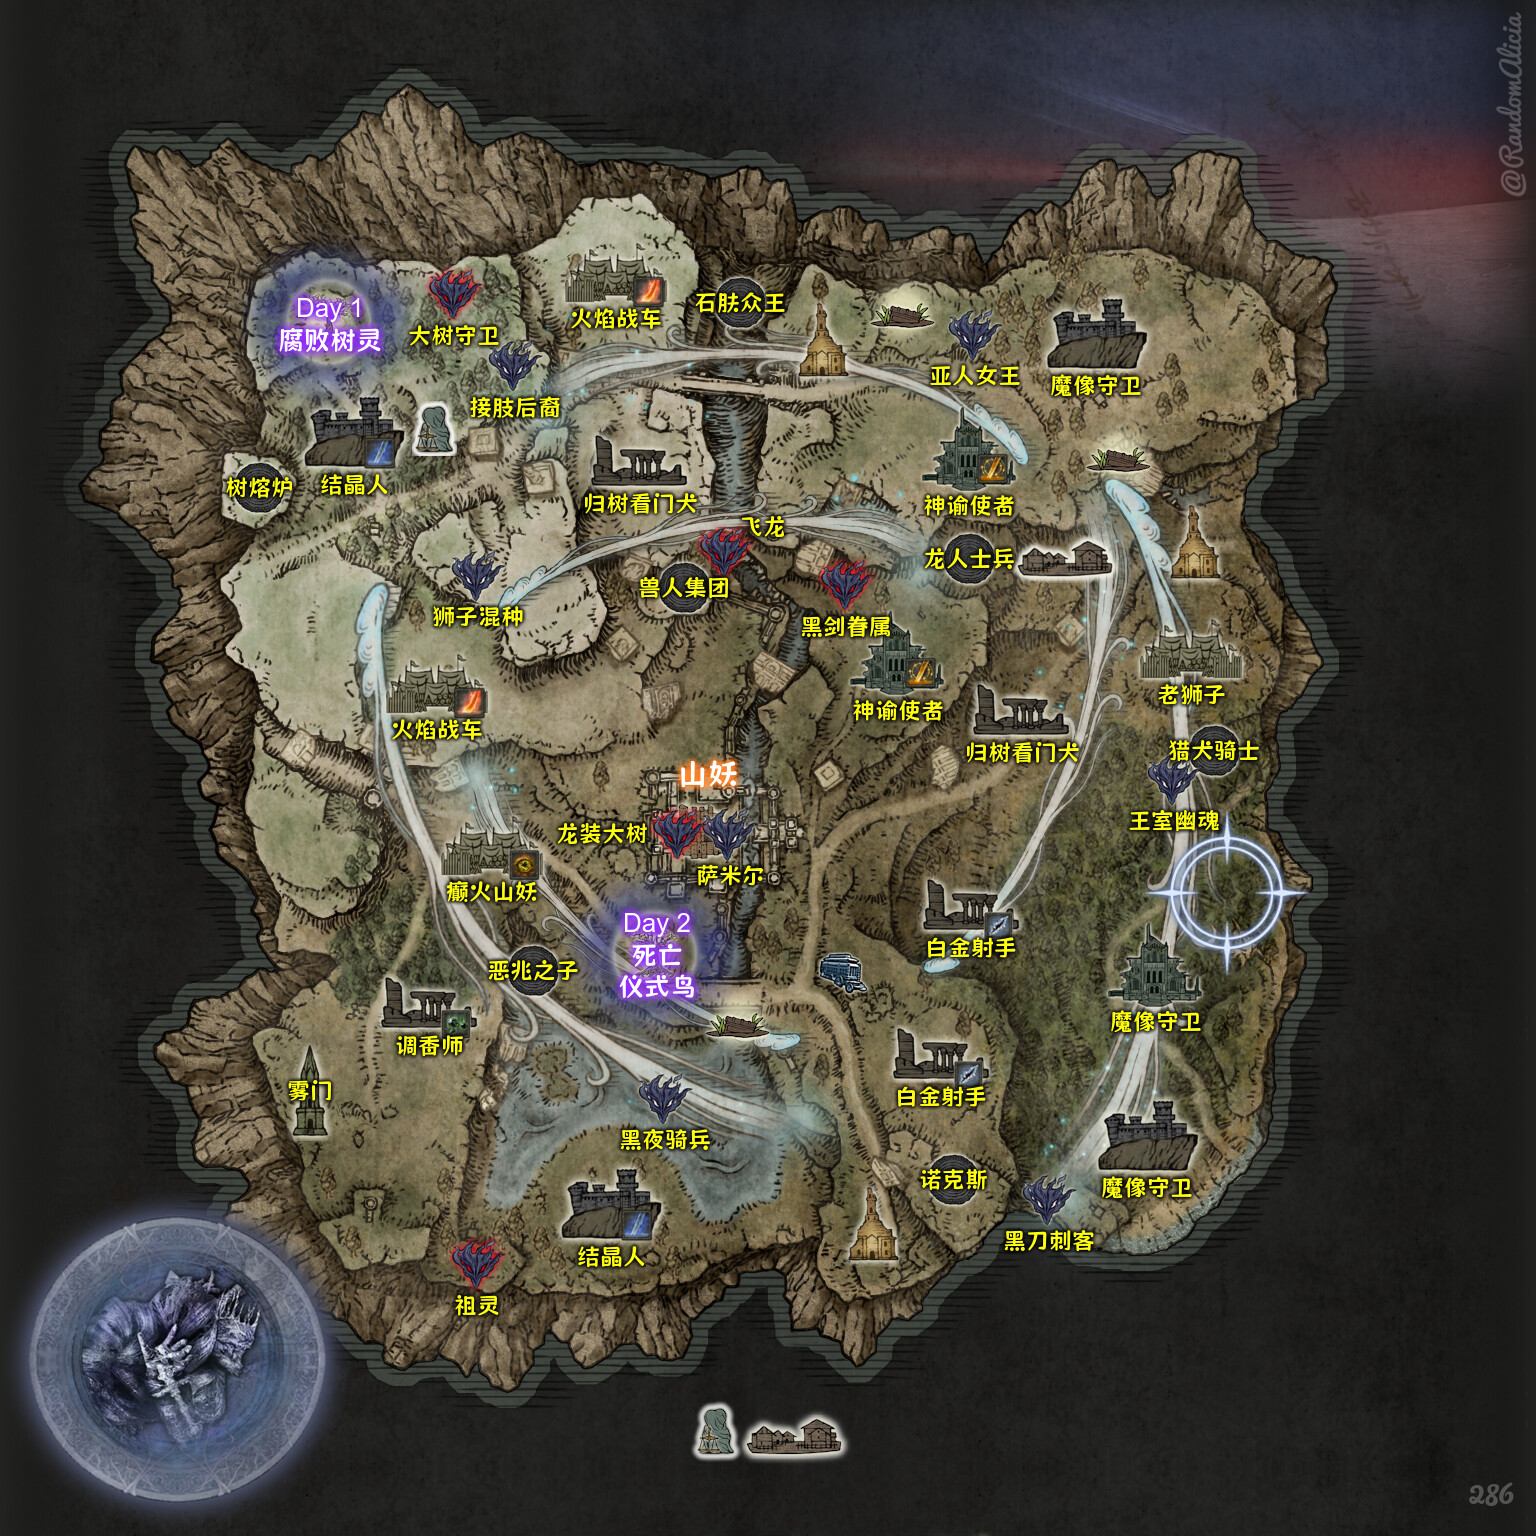 @RandomAlicia
Day 1
腐败树灵
大树守卫
火焰战车
石肤众王
接肢后裔
亚人女王
魔像守卫
树熔炉
结晶人
归树看门犬
神谕使者
飞龙
龙人士兵
兽人集团
狮子混种
黑剑眷属
老狮子
火焰战车
神谕使者
归树看门犬
猎犬骑士
山妖
王室幽魂
龙装大树
萨米尔
癫火山妖
Day 2
死亡
仪式鸟
白金射手
恶兆之子
魔像守卫
调香师
雾门
白金射手
黑夜骑兵
诺克斯
魔像守卫
黑刀刺客
结晶人
祖灵
286